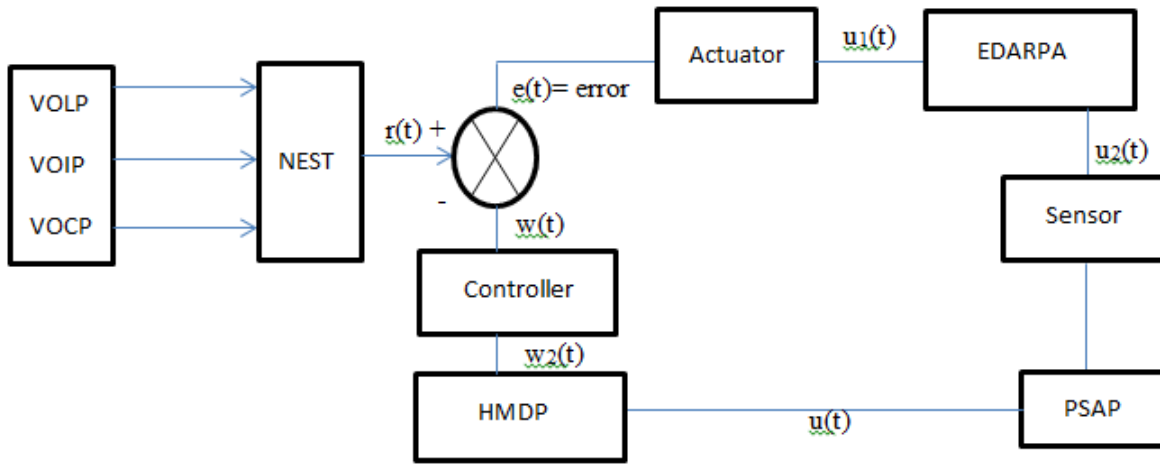 VOLP
VOIP
VOCP
NEST
r(t) +
-
e(t)= error
Actuator
u1(t)
EDARPA
u2(t)
Sensor
w(t)
Controller
w2(t)
HMDP
u(t)
PSAP